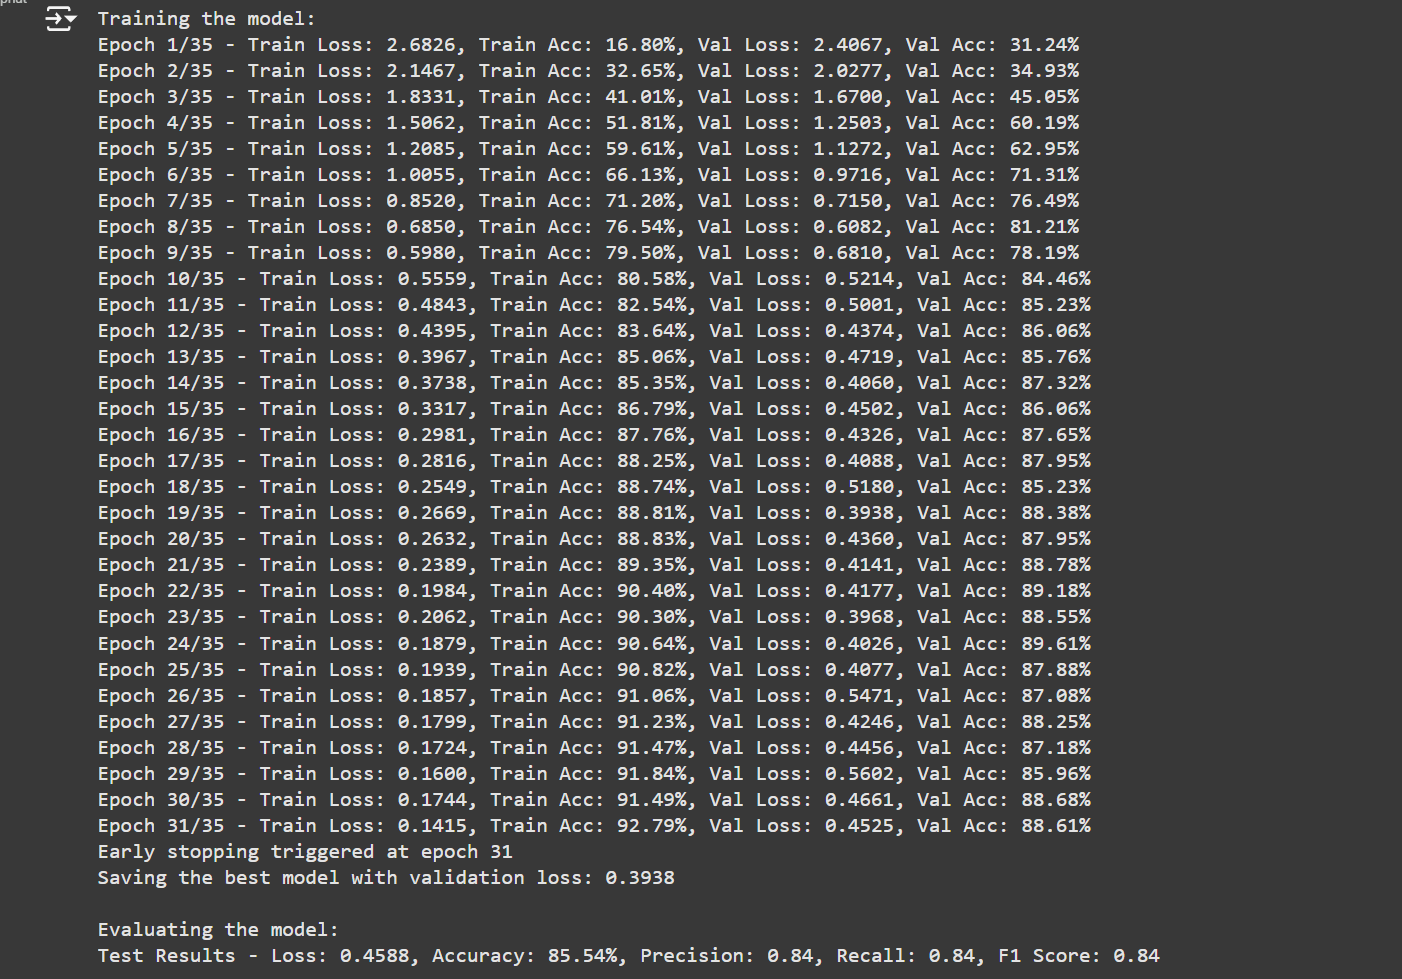 Training the model:
Epoch 1/35 - Train Loss: 2.6826, Train Acc: 16.80%, Val Loss: 2.4067, Val Acc: 31.24%
Epoch 2/35 - Train Loss: 2.1467, Train Acc: 32.65%, Val Loss: 2.0277, Val Acc: 34.93%
Epoch 3/35 - Train Loss: 1.8331, Train Acc: 41.01%, Val Loss: 1.6700, Val Acc: 45.05%
Epoch 4/35 - Train Loss: 1.5062, Train Acc: 51.81%, Val Loss: 1.2503, Val Acc: 60.19%
Epoch 5/35 - Train Loss: 1.2085, Train Acc: 59.61%, Val Loss: 1.1272, Val Acc: 62.95%
Epoch 6/35 - Train Loss: 1.0055, Train Acc: 66.13%, Val Loss: 0.9716, Val Acc: 71.31%
Epoch 7/35 - Train Loss: 0.8520, Train Acc: 71.20%, Val Loss: 0.7150, Val Acc: 76.49%
Epoch 8/35 - Train Loss: 0.6850, Train Acc: 76.54%, Val Loss: 0.6082, Val Acc: 81.21%
Epoch 9/35 - Train Loss: 0.5980, Train Acc: 79.50%, Val Loss: 0.6810, Val Acc: 78.19%
Epoch 10/35 - Train Loss: 0.5559, Train Acc: 80.58%, Val Loss: 0.5214, Val Acc: 84.46%
Epoch 11/35 - Train Loss: 0.4843, Train Acc: 82.54%, Val Loss: 0.5001, Val Acc: 85.23%
Epoch 12/35 - Train Loss: 0.4395, Train Acc: 83.64%, Val Loss: 0.4374, Val Acc: 86.06%
Epoch 13/35 - Train Loss: 0.3967, Train Acc: 85.06%, Val Loss: 0.4719, Val Acc: 85.76%
Epoch 14/35 - Train Loss: 0.3738, Train Acc: 85.35%, Val Loss: 0.4060, Val Acc: 87.32%
Epoch 15/35 - Train Loss: 0.3317, Train Acc: 86.79%, Val Loss: 0.4502, Val Acc: 86.06%
Epoch 16/35 - Train Loss: 0.2981, Train Acc: 87.76%, Val Loss: 0.4326, Val Acc: 87.65%
Epoch 17/35 - Train Loss: 0.2816, Train Acc: 88.25%, Val Loss: 0.4088, Val Acc: 87.95%
Epoch 18/35 - Train Loss: 0.2549, Train Acc: 88.74%, Val Loss: 0.5180, Val Acc: 85.23%
Epoch 19/35 - Train Loss: 0.2669, Train Acc: 88.81%, Val Loss: 0.3938, Val Acc: 88.38%
Epoch 20/35 - Train Loss: 0.2632, Train Acc: 88.83%, Val Loss: 0.4360, Val Acc: 87.95%
Epoch 21/35 - Train Loss: 0.2389, Train Acc: 89.35%, Val Loss: 0.4141, Val Acc: 88.78%
Epoch 22/35 - Train Loss: 0.1984, Train Acc: 90.40%, Val Loss: 0.4177, Val Acc: 89.18%
Epoch 23/35 - Train Loss: 0.2062, Train Acc: 90.30%, Val Loss: 0.3968, Val Acc: 88.55%
Epoch 24/35 - Train Loss: 0.1879, Train Acc: 90.64%, Val Loss: 0.4026, Val Acc: 89.61%
Epoch 25/35 - Train Loss: 0.1939, Train Acc: 90.82%, Val Loss: 0.4077, Val Acc: 87.88%
Epoch 26/35 - Train Loss: 0.1857, Train Acc: 91.06%, Val Loss: 0.5471, Val Acc: 87.08%
Epoch 27/35 - Train Loss: 0.1799, Train Acc: 91.23%, Val Loss: 0.4246, Val Acc: 88.25%
Epoch 28/35 - Train Loss: 0.1724, Train Acc: 91.47%, Val Loss: 0.4456, Val Acc: 87.18%
Epoch 29/35 - Train Loss: 0.1600, Train Acc: 91.84%, Val Loss: 0.5602, Val Acc: 85.96%
Epoch 30/35 - Train Loss: 0.1744, Train Acc: 91.49%, Val Loss: 0.4661, Val Acc: 88.68%
Epoch 31/35 - Train Loss: 0.1415, Train Acc: 92.79%, Val Loss: 0.4525, Val Acc: 88.61%
Early stopping triggered at epoch 31
Saving the best model with validation loss: 0.3938
Evaluating the model:
Test Results - Loss: 0.4588, Accuracy: 85.54%, Precision: 0.84, Recall: 0.84, F1 Score: 0.84